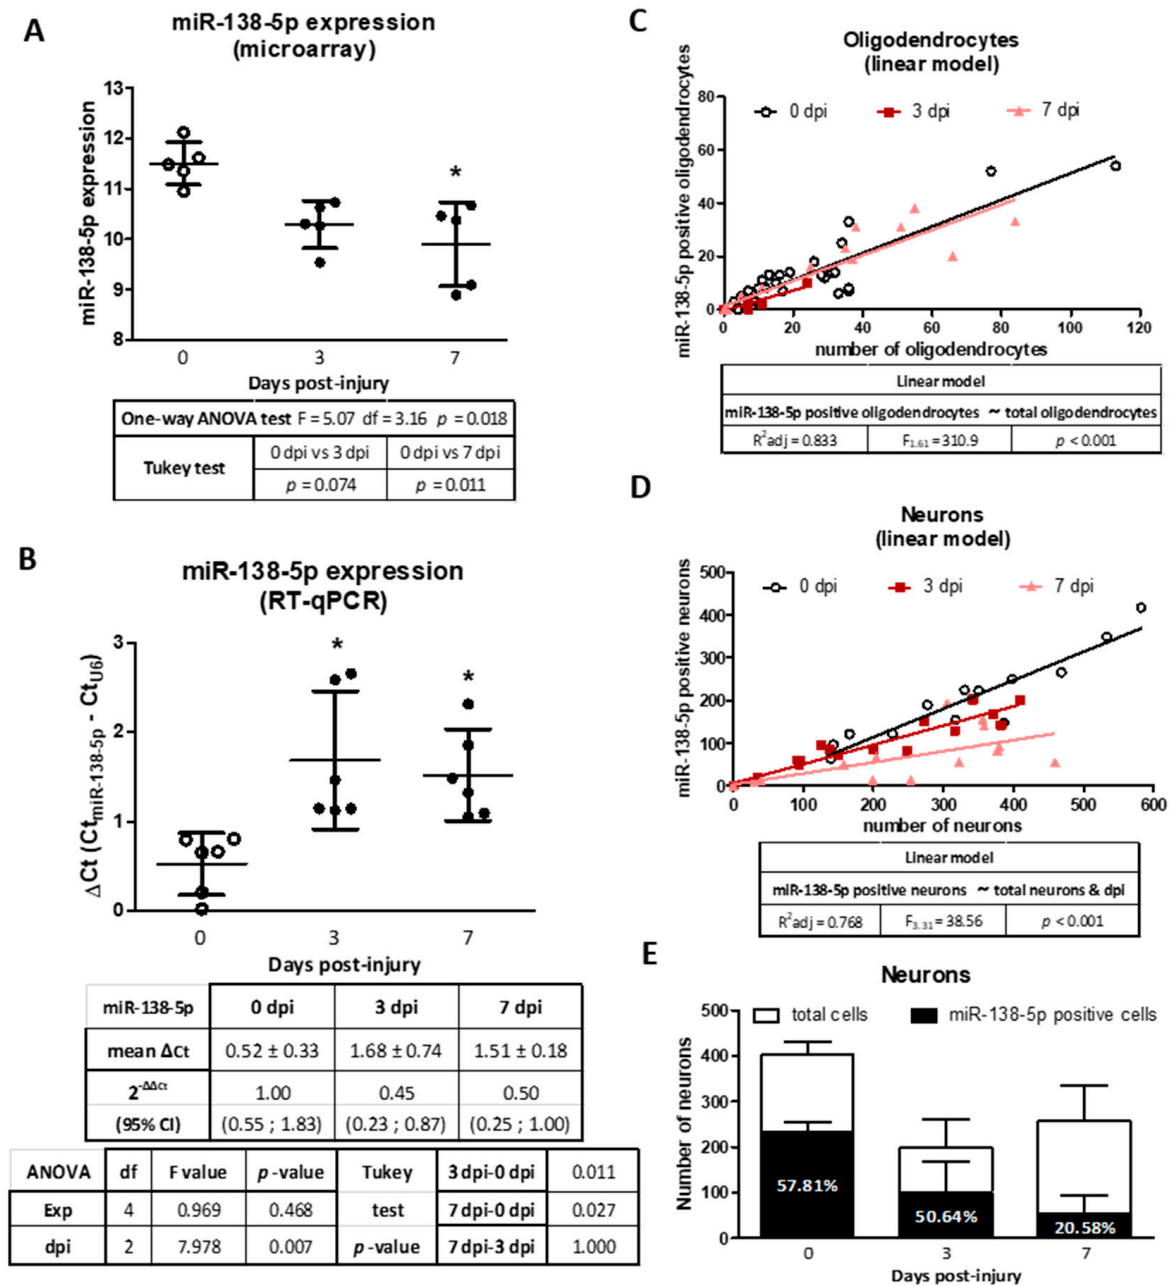 A
miR-138-5p expression
(microarray)
miR-138-5p expression
13
12
11
10
9
8
*
0
3
7
Days post-injury
One-way ANOVA test F = 5.07 df = 3.16 p = 0.018
Tukey test
0 dpi vs 3 dpi
0 dpi vs 7 dpi
p = 0.074
p = 0.011
B
miR-138-5p expression
(RT-qPCR)
ΔCt (CtmiR-138-5p - CtU6)
3
2
1
0
*
*
0
3
7
Days post-injury
miR-138-5p
0 dpi
3 dpi
7 dpi
mean ΔCt
0.52 ± 0.33
1.68 ± 0.74
1.51 ± 0.18
2-ΔΔCt
1.00
0.45
0.50
(95% CI)
(0.55 ; 1.83)
(0.23 ; 0.87)
(0.25 ; 1.00)
ANOVA
df
F value
p-value
Tukey
3 dpi-0 dpi
0.011
Exp
4
0.969
0.468
test
7 dpi-0 dpi
0.027
dpi
2
7.978
0.007
p-value
7 dpi-3 dpi
1.000
C
Oligodendrocytes
(linear model)
miR-138-5p positive oligodendrocytes
0 dpi
3 dpi
7 dpi
80
60
40
20
0
0
20
40
60
80
100
120
number of oligodendrocytes
Linear model
miR-138-5p positive oligodendrocytes ~ total oligodendrocytes
R2adj = 0.833
F1.61 = 310.9
p < 0.001
D
Neurons
(linear model)
miR-138-5p positive neurons
0 dpi
3 dpi
7 dpi
500
400
300
200
100
0
0
100
200
300
400
500
600
number of neurons
Linear model
miR-138-5p positive neurons ~ total neurons & dpi
R2adj = 0.768
F3.31 = 38.56
p < 0.001
E
Neurons
Number of neurons
total cells
miR-138-5p positive cells
500
400
300
200
100
0
57.81%
50.64%
20.58%
0
3
7
Days post-injury